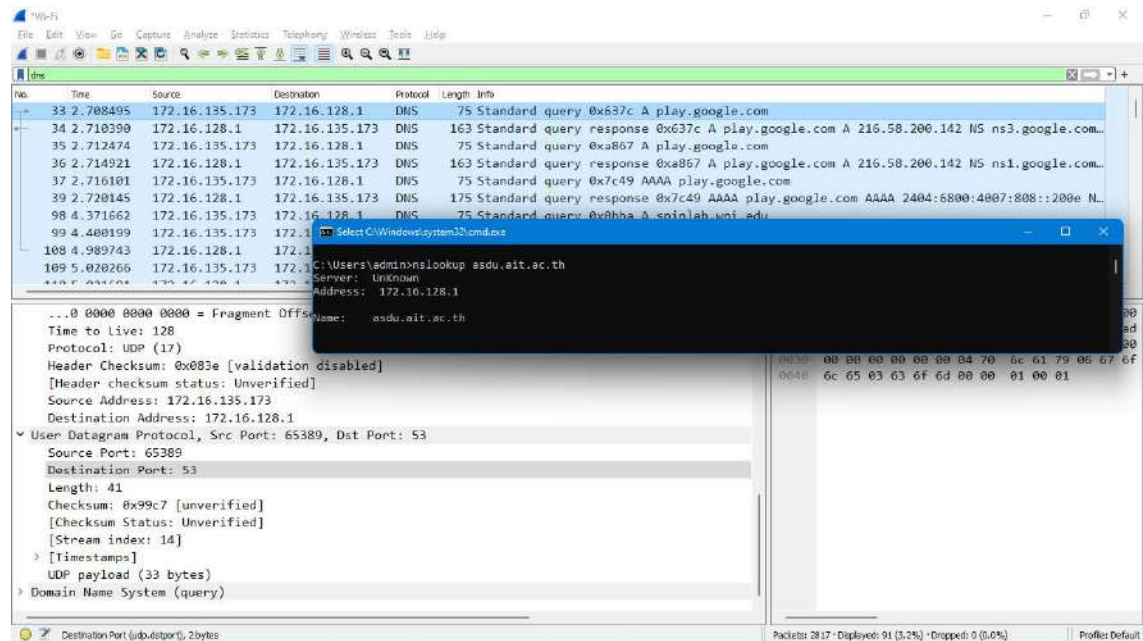 *Wi-Fi
File Edit View Go Capture Analyze Statistics Telephony Wireless Tools Help
dns
No. Time Source Destination Protocol Length Info
33 2.708495 172.16.135.173 172.16.128.1 DNS 75 Standard query 0x637c A play.google.com
34 2.710390 172.16.128.1 172.16.135.173 DNS 163 Standard query response 0x637c A play.google.com A 216.58.200.142 NS ns3.google.com…
35 2.712474 172.16.135.173 172.16.128.1 DNS 75 Standard query 0xa867 A play.google.com
36 2.714921 172.16.128.1 172.16.135.173 DNS 163 Standard query response 0xa867 A play.google.com A 216.58.200.142 NS ns1.google.com…
37 2.716101 172.16.135.173 172.16.128.1 DNS 75 Standard query 0x7c49 AAAA play.google.com
39 2.720145 172.16.128.1 172.16.135.173 DNS 175 Standard query response 0x7c49 AAAA play.google.com AAAA 2404:6800:4007:808::200e N…
98 4.371662 172.16.135.173 172.16.128.1 DNS 75 Standard query A
99 4.400199 172.16.135.173 172.1
108 4.989743 172.16.128.1 172.1
109 5.020266 172.16.135.173 172.1
Select C:\Windows\system32\cmd.exe
C:\Users\admin>nslookup asdu.ait.ac.th
Server: UnKnown
Address: 172.16.128.1
Name: asdu.ait.ac.th
...0 0000 0000 0000 = Fragment Offs
Time to Live: 128
Protocol: UDP (17)
Header Checksum: 0x083e [validation disabled]
[Header checksum status: Unverified]
Source Address: 172.16.135.173
Destination Address: 172.16.128.1
User Datagram Protocol, Src Port: 65389, Dst Port: 53
Source Port: 65389
Destination Port: 53
Length: 41
Checksum: 0x99c7 [unverified]
[Checksum Status: Unverified]
[Stream index: 14]
[Timestamps]
UDP payload (33 bytes)
Domain Name System (query)
0030 00 00 00 00 00 00 04 70 6c 61 79 06 67 6f
0040 6c 65 03 63 6f 6d 00 00 01 00 01
Destination Port (udp.dstport), 2 bytes
Packets: 2817 · Displayed: 91 (3.2%) · Dropped: 0 (0.0%)
Profile: Default